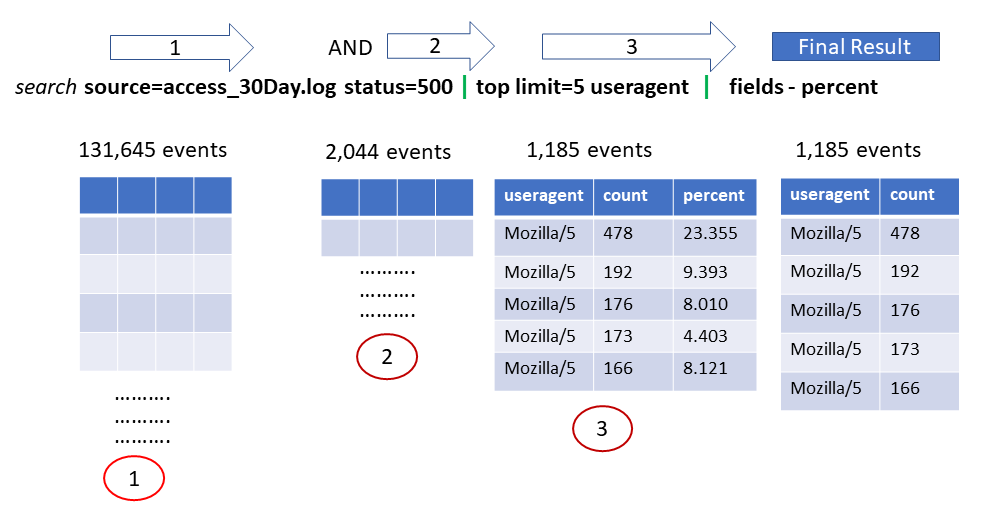 1 AND 2 3 Final Result
search source=access_30Day.log status=500 | top limit=5 useragent | fields - percent
131,645 events 2,044 events 1,185 events 1,185 events
useragent count percent useragent count
Mozilla/5 478 23.355 Mozilla/5 478
Mozilla/5 192 9.393 Mozilla/5 192
Mozilla/5 176 8.010 Mozilla/5 176
Mozilla/5 173 4.403 Mozilla/5 173
Mozilla/5 166 8.121 Mozilla/5 166
……….
……….
……….
2
……….
……….
……….
3
1